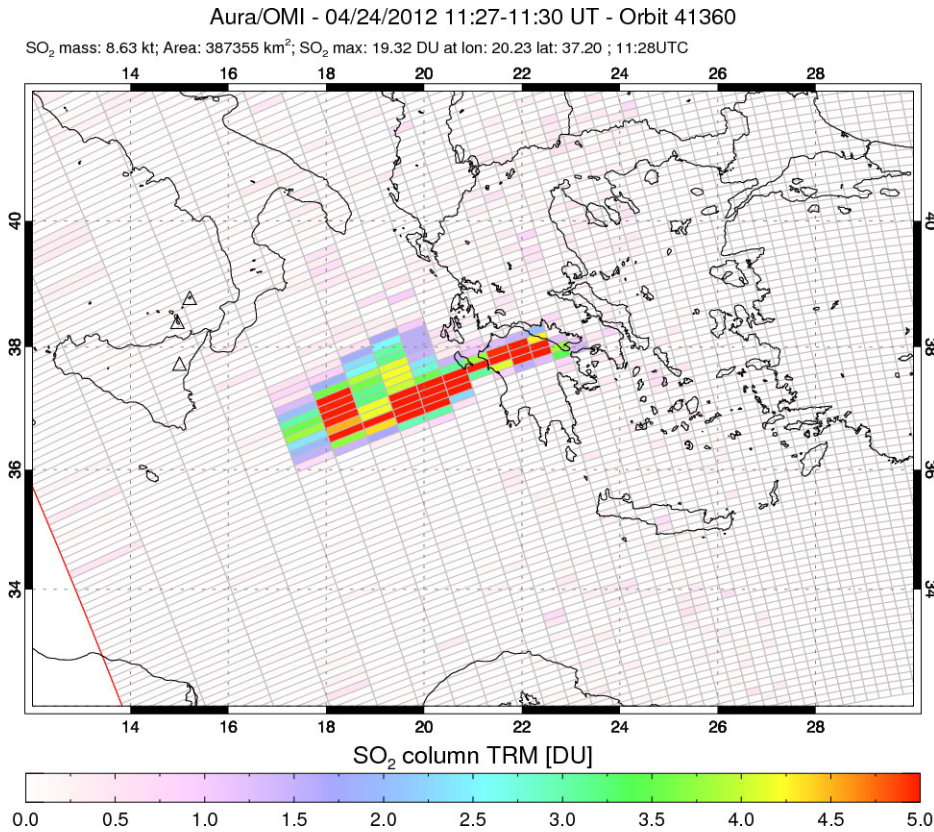 Aura/OMI - 04/24/2012 11:27-11:30 UT - Orbit 41360
SO₂ mass: 8.63 kt; Area: 387355 km²; SO₂ max: 19.32 DU at lon: 20.23 lat: 37.20 ; 11:28UTC
14 16 18 20 22 24 26 28
40 40
38 38
36 36
34 34
14 16 18 20 22 24 26 28
SO₂ column TRM [DU]
0.0 0.5 1.0 1.5 2.0 2.5 3.0 3.5 4.0 4.5 5.0